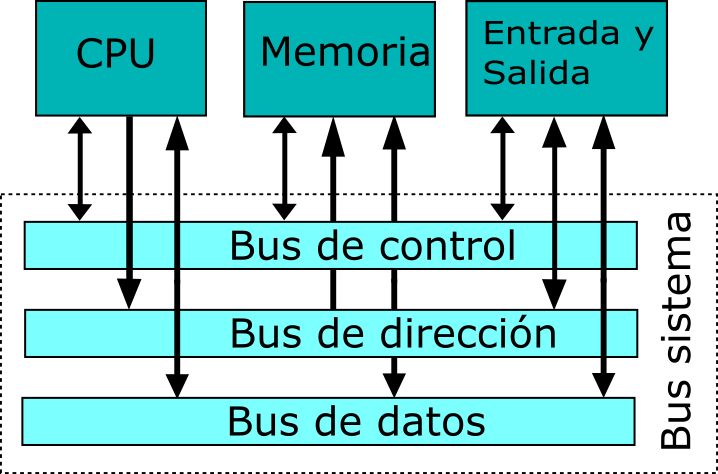 CPU
Memoria
Entrada y
Salida
Bus de control
Bus de dirección
Bus de datos
Bus sistema